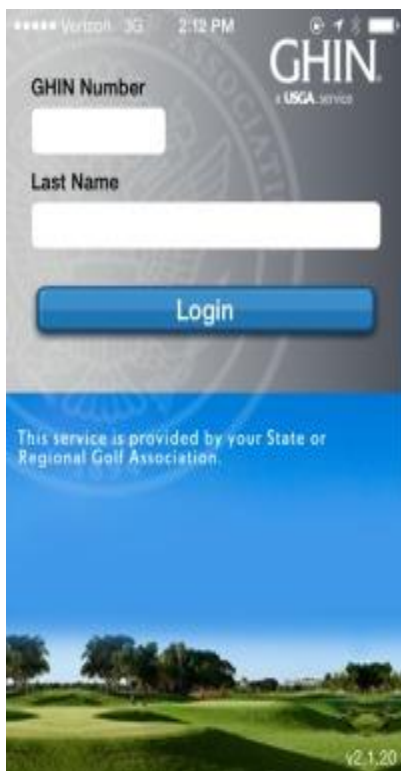 Verizon 3G 2:12 PM
GHIN
a USGA service
GHIN Number
Last Name
Login
This service is provided by your State or
Regional Golf Association.
v2.1.20